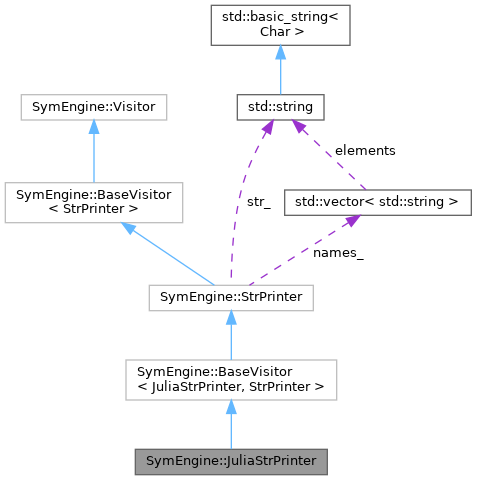 std::basic_string<
Char >
SymEngine::Visitor
std::string
elements
SymEngine::BaseVisitor
< StrPrinter >
str_
std::vector< std::string >
names_
SymEngine::StrPrinter
SymEngine::BaseVisitor
< JuliaStrPrinter, StrPrinter >
SymEngine::JuliaStrPrinter